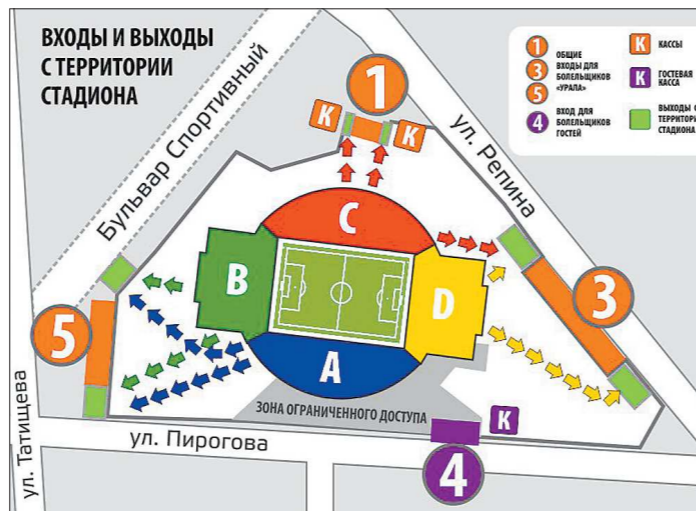 ВХОДЫ И ВЫХОДЫ
С ТЕРРИТОРИИ
СТАДИОНА
1
ОБЩИЕ
3
ВХОДЫ ДЛЯ
БОЛЕЛЬЩИКОВ
5
«УРАЛА»
4
ВХОД ДЛЯ
БОЛЕЛЬЩИКОВ
ГОСТЕЙ
К
КАССЫ
К
ГОСТЕВАЯ
КАССА
ВЫХОДЫ С
ТЕРРИТОР
СТАДИОНА
Бульвар Спортивный
1
К
К
ул. Репина
C
B
D
A
3
5
ЗОНА ОГРАНИЧЕННОГО ДОСТУПА
К
ул. Татищева
ул. Пирогова
4